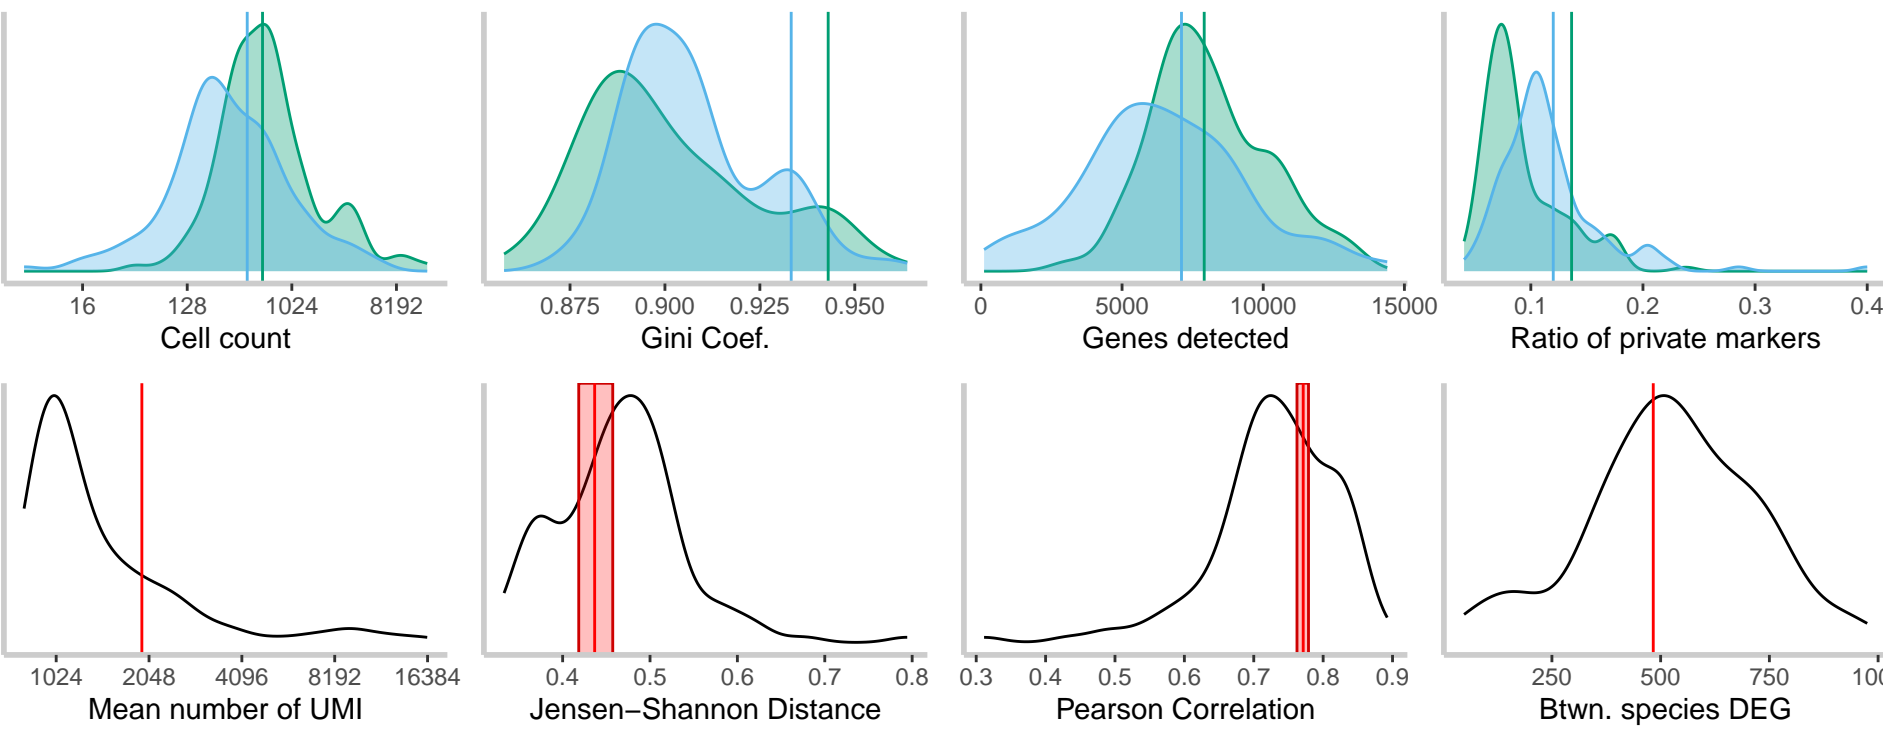 16 128 1024 8192
Cell count
0.875 0.900 0.925 0.950
Gini Coef.
0 5000 10000 15000
Genes detected
0.1 0.2 0.3 0.4
Ratio of private markers
1024 2048 4096 8192 16384
Mean number of UMI
0.4 0.5 0.6 0.7 0.8
Jensen−Shannon Distance
0.3 0.4 0.5 0.6 0.7 0.8 0.9
Pearson Correlation
250 500 750 100
Btwn. species DEG